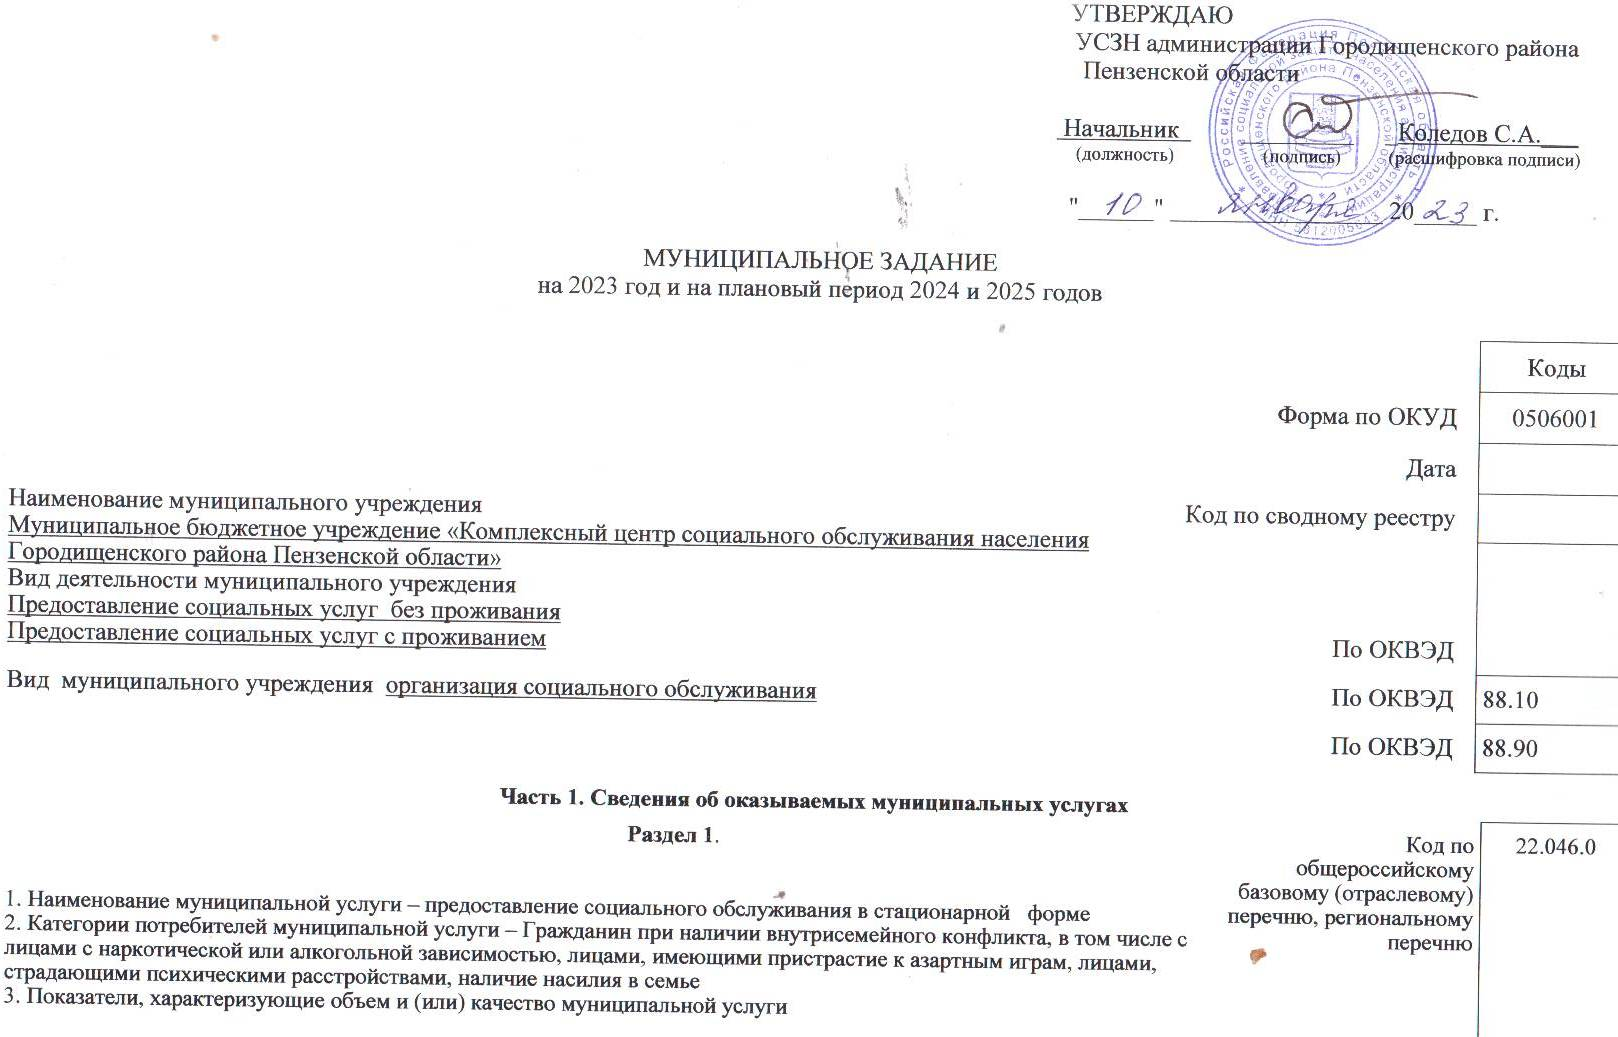 УТВЕРЖДАЮ
УСЗН администрации Городищенского района
Пензенской области
Начальник Коледов С.А.
(должность) (подпись) (расшифровка подписи)
" 10 " января 20 23 г.
МУНИЦИПАЛЬНОЕ ЗАДАНИЕ
на 2023 год и на плановый период 2024 и 2025 годов
Коды
Форма по ОКУД 0506001
Дата
Наименование муниципального учреждения
Код по сводному реестру
Муниципальное бюджетное учреждение «Комплексный центр социального обслуживания населения
Городищенского района Пензенской области»
Вид деятельности муниципального учреждения
Предоставление социальных услуг без проживания
Предоставление социальных услуг с проживанием
По ОКВЭД
Вид муниципального учреждения организация социального обслуживания
По ОКВЭД 88.10
По ОКВЭД 88.90
Часть 1. Сведения об оказываемых муниципальных услугах
Раздел 1.
Код по 22.046.0
общероссийскому
базовому (отраслевому)
перечню, региональному
перечню
1. Наименование муниципальной услуги – предоставление социального обслуживания в стационарной форме
2. Категории потребителей муниципальной услуги – Гражданин при наличии внутрисемейного конфликта, в том числе с
лицами с наркотической или алкогольной зависимостью, лицами, имеющими пристрастие к азартным играм, лицами,
страдающими психическими расстройствами, наличие насилия в семье
3. Показатели, характеризующие объем и (или) качество муниципальной услуги